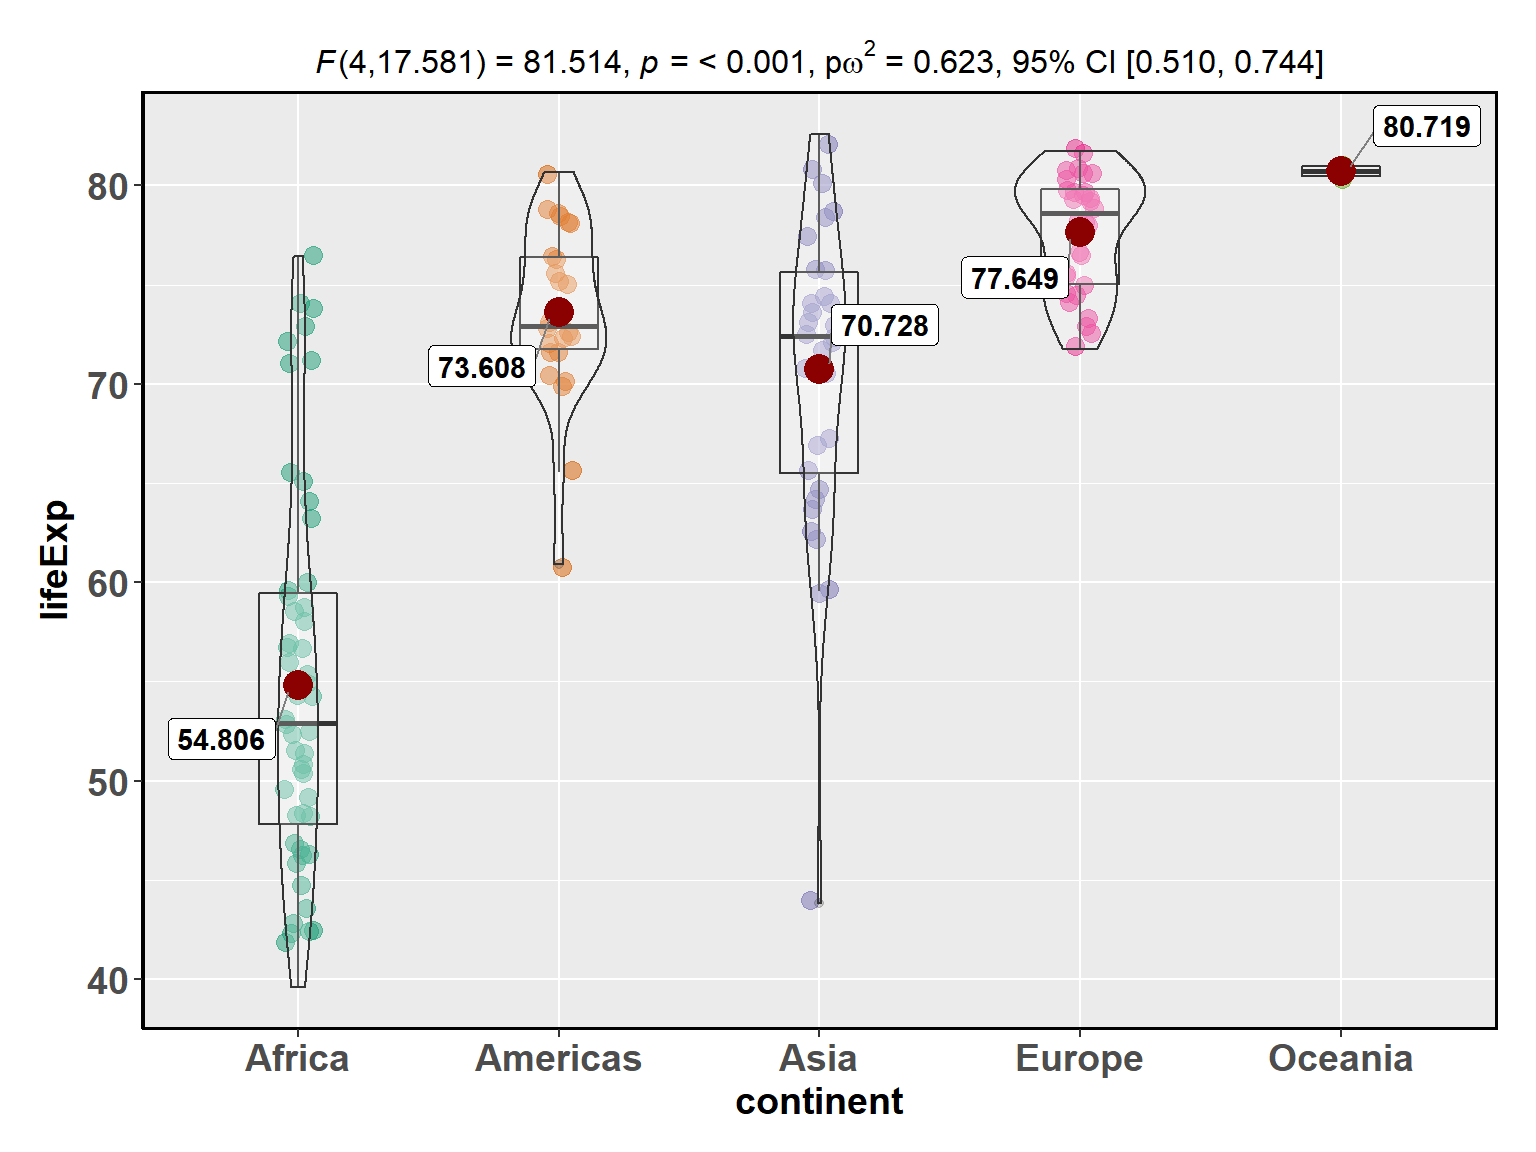 F(4,17.581) = 81.514, p = < 0.001, pω² = 0.623, 95% CI [0.510, 0.744]
80.719
80
77.649
70.728
73.608
70
lifeExp
60
54.806
50
40
Africa Americas Asia Europe Oceania
continent